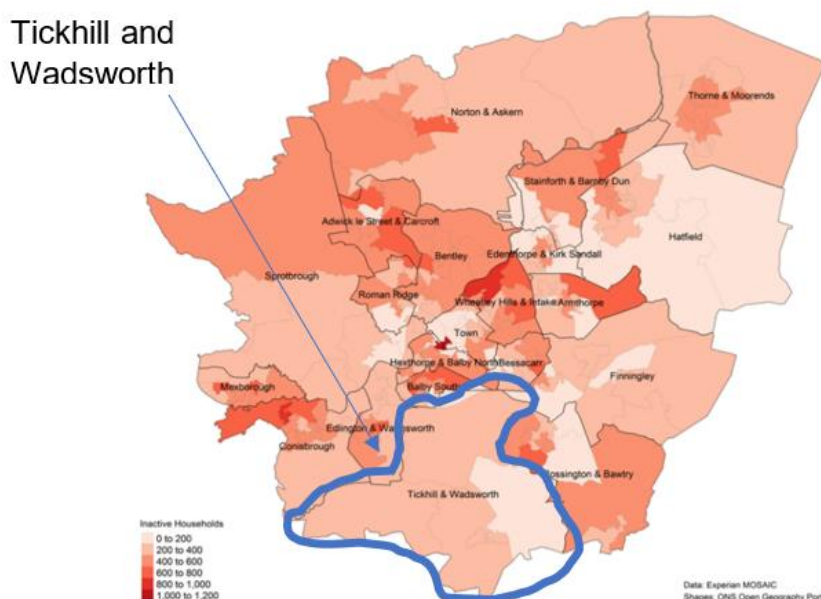 Tickhill and
Wadsworth
Thorne & Moorends
Norton & Askern
Stainforth & Barnby Dun
Adwick le Street & Carcroft
Hatfield
Bentley
Edenthorpe & Kirk Sandall
Sprotbrough
Roman Ridge
Wheatley Hills & Intake
Armthorpe
Town
Hexthorpe & Balby North
Bessacarr
Finningley
Mexborough
Balby South
Edlington & Warmsworth
Conisbrough
Rossington & Bawtry
Tickhill & Wadsworth
Inactive Households
0 to 200
200 to 400
400 to 600
600 to 800
800 to 1,000
1,000 to 1,200
Data: Experian MOSAIC
Shapes: ONS Open Geography Port